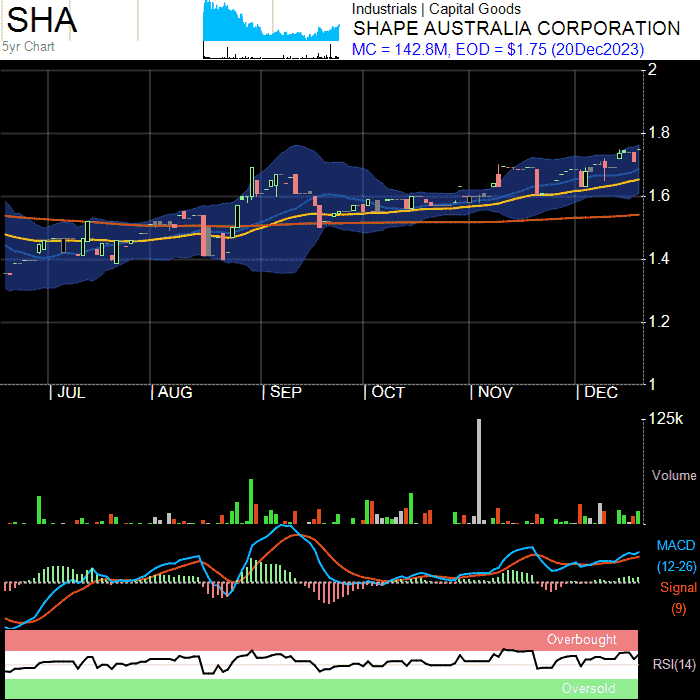 SHA
5yr Chart
Industrials | Capital Goods
SHAPE AUSTRALIA CORPORATION
MC = 142.8M, EOD = $1.75 (20Dec2023)
2
1.8
1.6
1.4
1.2
1
| JUL | AUG | SEP | OCT | NOV | DEC
125k
Volume
MACD
(12-26)
Signal
(9)
Overbought
RSI(14)
Oversold